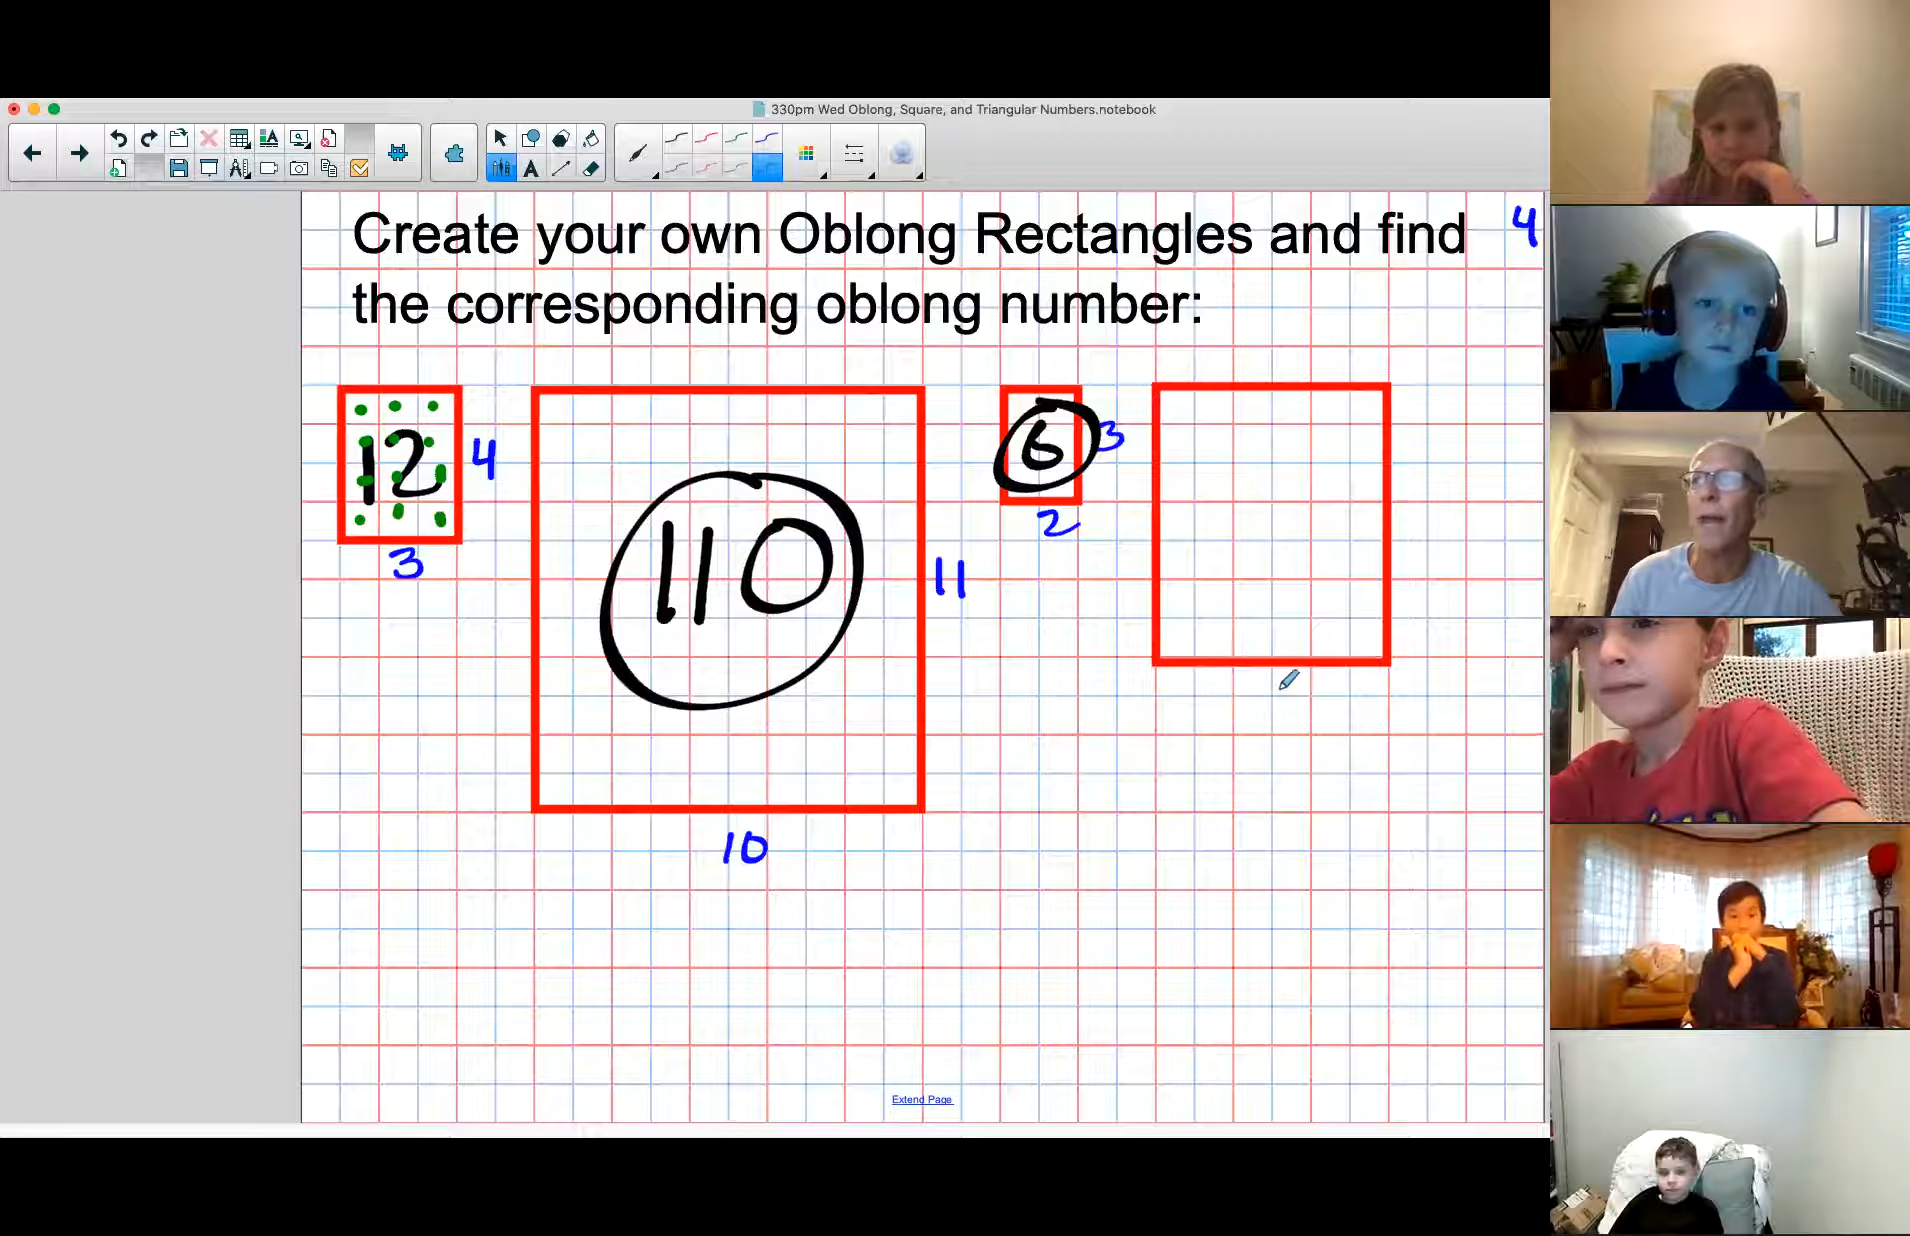 330pm Wed Oblong, Square, and Triangular Numbers.notebook
Create your own Oblong Rectangles and find
the corresponding oblong number:
4
12
4
3
110
11
10
6
3
2
Extend Page